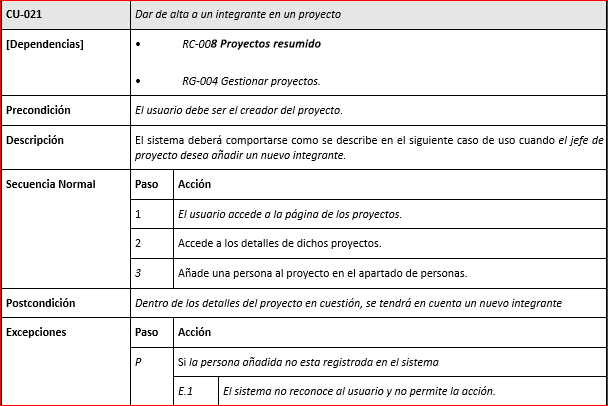 CU-021 Dar de alta a un integrante en un proyecto
[Dependencias] • RC-008 Proyectos resumido
• RG-004 Gestionar proyectos.
Precondición El usuario debe ser el creador del proyecto.
Descripción El sistema deberá comportarse como se describe en el siguiente caso de uso cuando el jefe de
proyecto desea añadir un nuevo integrante.
Secuencia Normal Paso Acción
1 El usuario accede a la página de los proyectos.
2 Accede a los detalles de dichos proyectos.
3 Añade una persona al proyecto en el apartado de personas.
Postcondición Dentro de los detalles del proyecto en cuestión, se tendrá en cuenta un nuevo integrante
Excepciones Paso Acción
P Si la persona añadida no esta registrada en el sistema
E.1 El sistema no reconoce al usuario y no permite la acción.